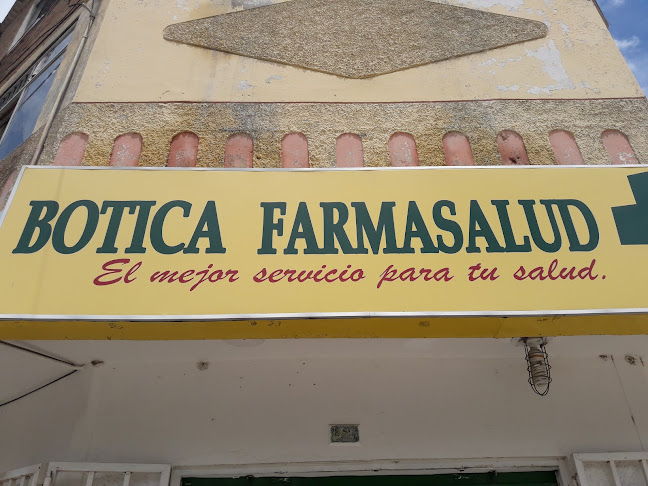 BOTICA FARMASALUD
El mejor servicio para tu salud.